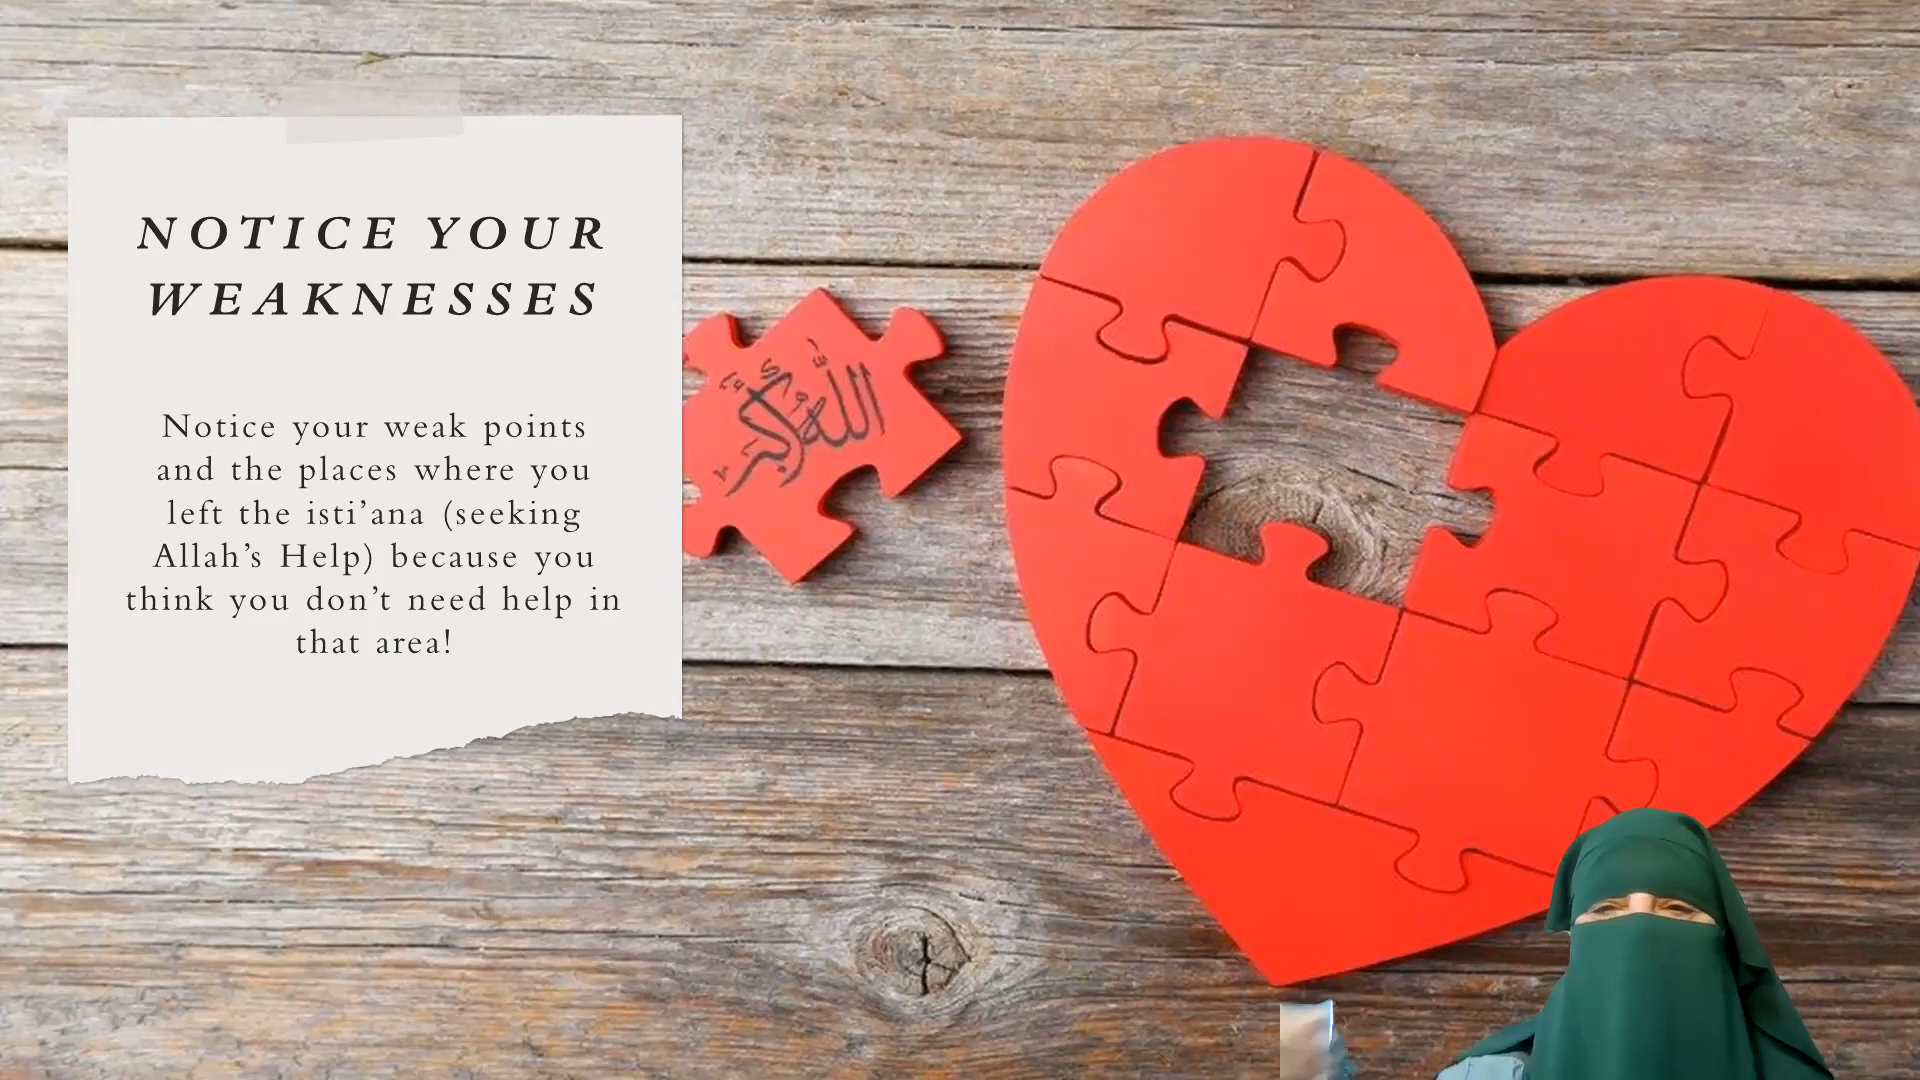 NOTICE YOUR
WEAKNESSES
Notice your weak points
and the places where you
left the isti’ana (seeking
Allah’s Help) because you
think you don’t need help in
that area!
الله أكبر